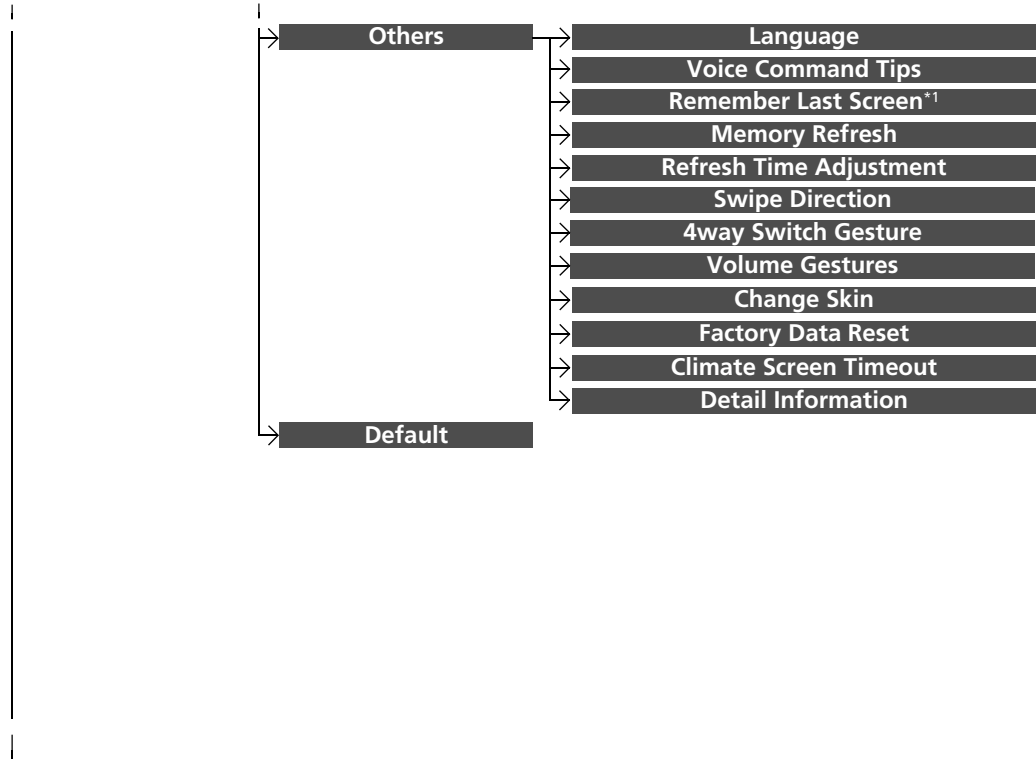 Others
Language
Voice Command Tips
Remember Last Screen*1
Memory Refresh
Refresh Time Adjustment
Swipe Direction
4way Switch Gesture
Volume Gestures
Change Skin
Factory Data Reset
Climate Screen Timeout
Detail Information
Default